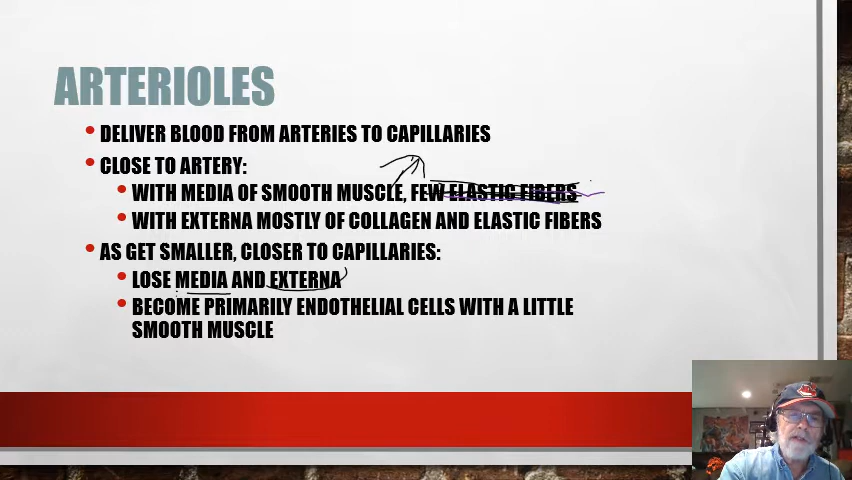 ARTERIOLES
• DELIVER BLOOD FROM ARTERIES TO CAPILLARIES
• CLOSE TO ARTERY:
• WITH MEDIA OF SMOOTH MUSCLE, FEW ELASTIC FIBERS
• WITH EXTERNA MOSTLY OF COLLAGEN AND ELASTIC FIBERS
• AS GET SMALLER, CLOSER TO CAPILLARIES:
• LOSE MEDIA AND EXTERNA
• BECOME PRIMARILY ENDOTHELIAL CELLS WITH A LITTLE
SMOOTH MUSCLE